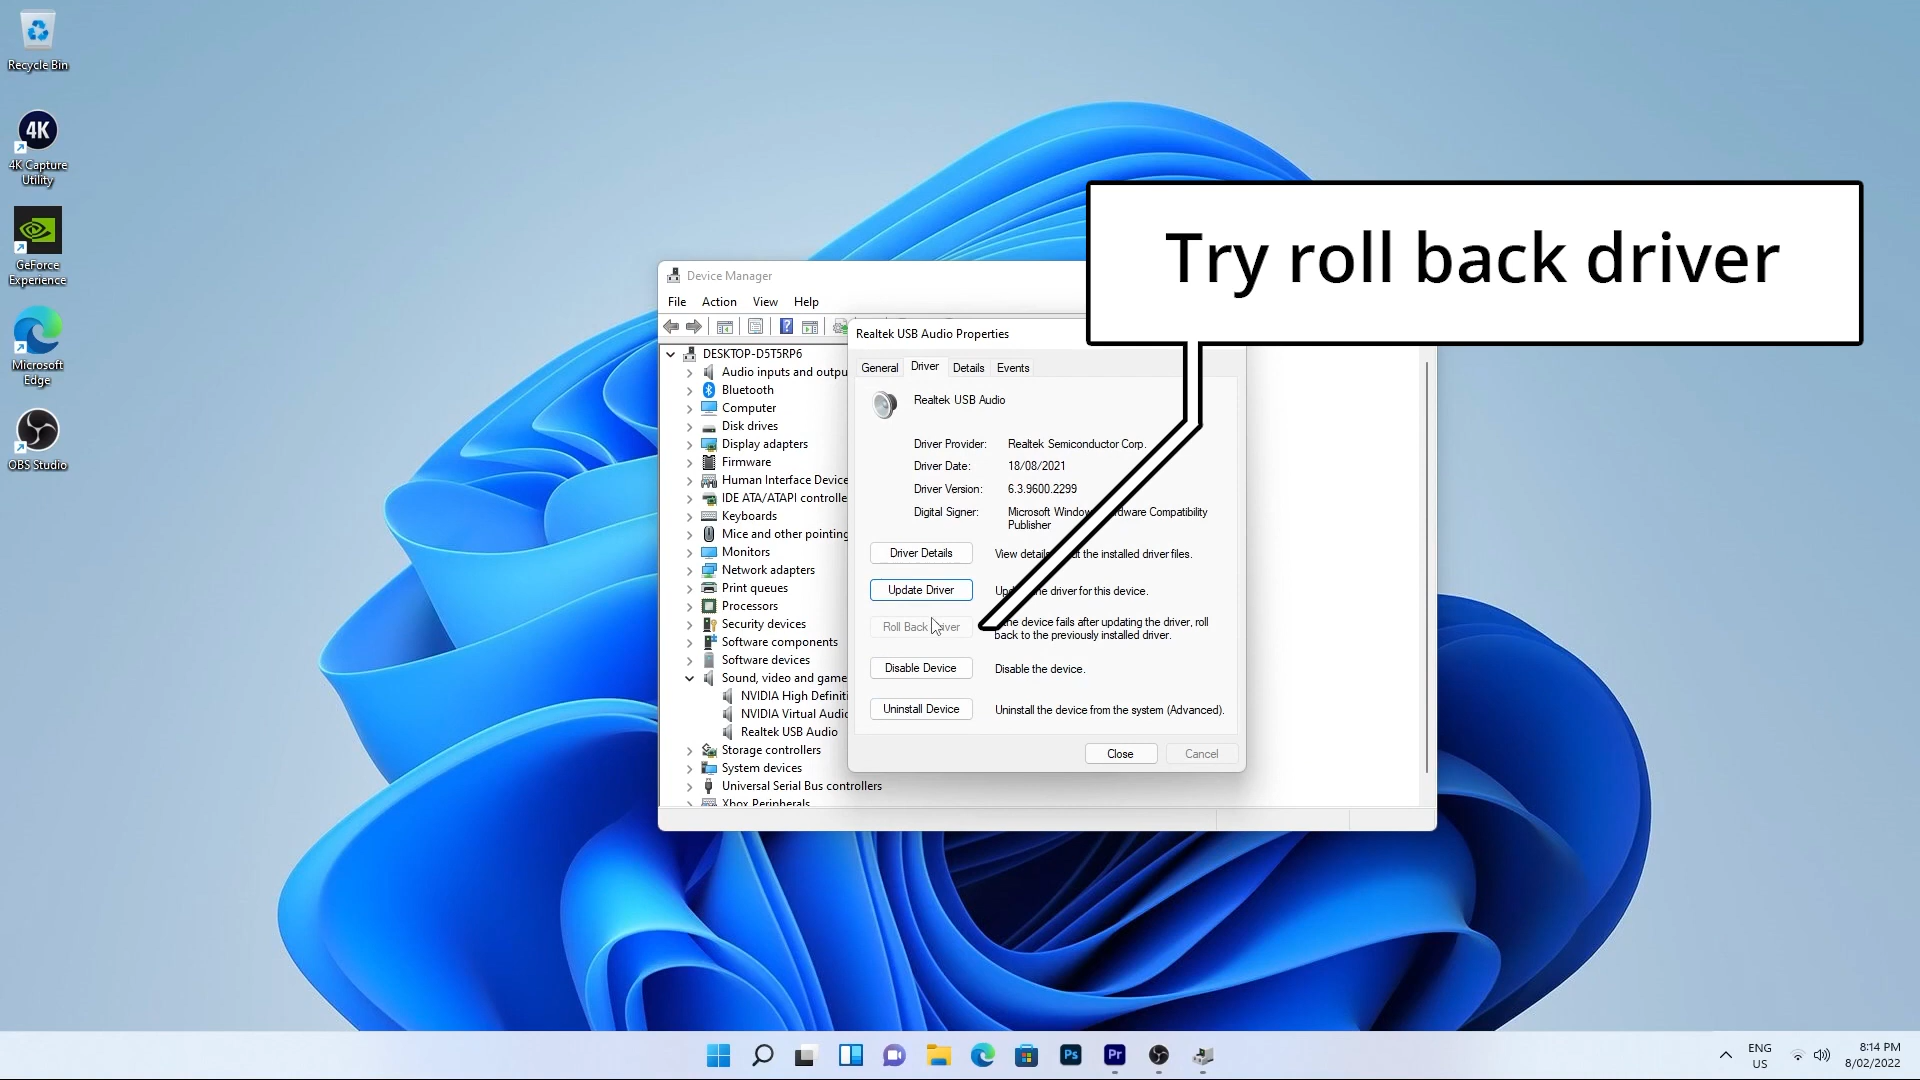 Recycle Bin
4K
4K Capture
Utility
GeForce
Experience
Microsoft
Edge
OBS Studio
Try roll back driver
Device Manager
File Action View Help
DESKTOP-D5T5RP6
Audio inputs and outpu
Bluetooth
Computer
Disk drives
Display adapters
Firmware
Human Interface Device
IDE ATA/ATAPI controlle
Keyboards
Mice and other pointing
Monitors
Network adapters
Print queues
Processors
Security devices
Software components
Software devices
Sound, video and game
NVIDIA High Definiti
NVIDIA Virtual Audio
Realtek USB Audio
Storage controllers
System devices
Universal Serial Bus controllers
Xbox Peripherals
Realtek USB Audio Properties
General Driver Details Events
Realtek USB Audio
Driver Provider: Realtek Semiconductor Corp.
Driver Date: 18/08/2021
Driver Version: 6.3.9600.2299
Digital Signer: Microsoft Window dware Compatibility
Publisher
Driver Details View details t the installed driver files.
Update Driver Up e driver for this device.
Roll Back Driver the device fails after updating the driver, roll
back to the previously installed driver.
Disable Device Disable the device.
Uninstall Device Uninstall the device from the system (Advanced).
Close Cancel
Ps
Pr
ENG
US
8:14 PM
8/02/2022